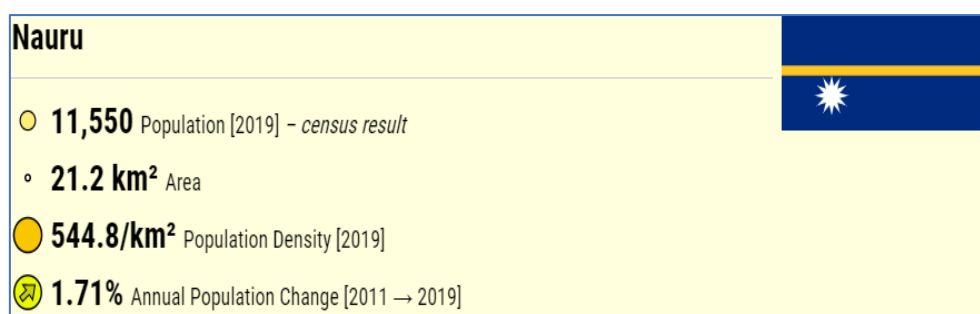 Nauru
11,550 Population [2019] – census result
21.2 km² Area
544.8/km² Population Density [2019]
1.71% Annual Population Change [2011 → 2019]